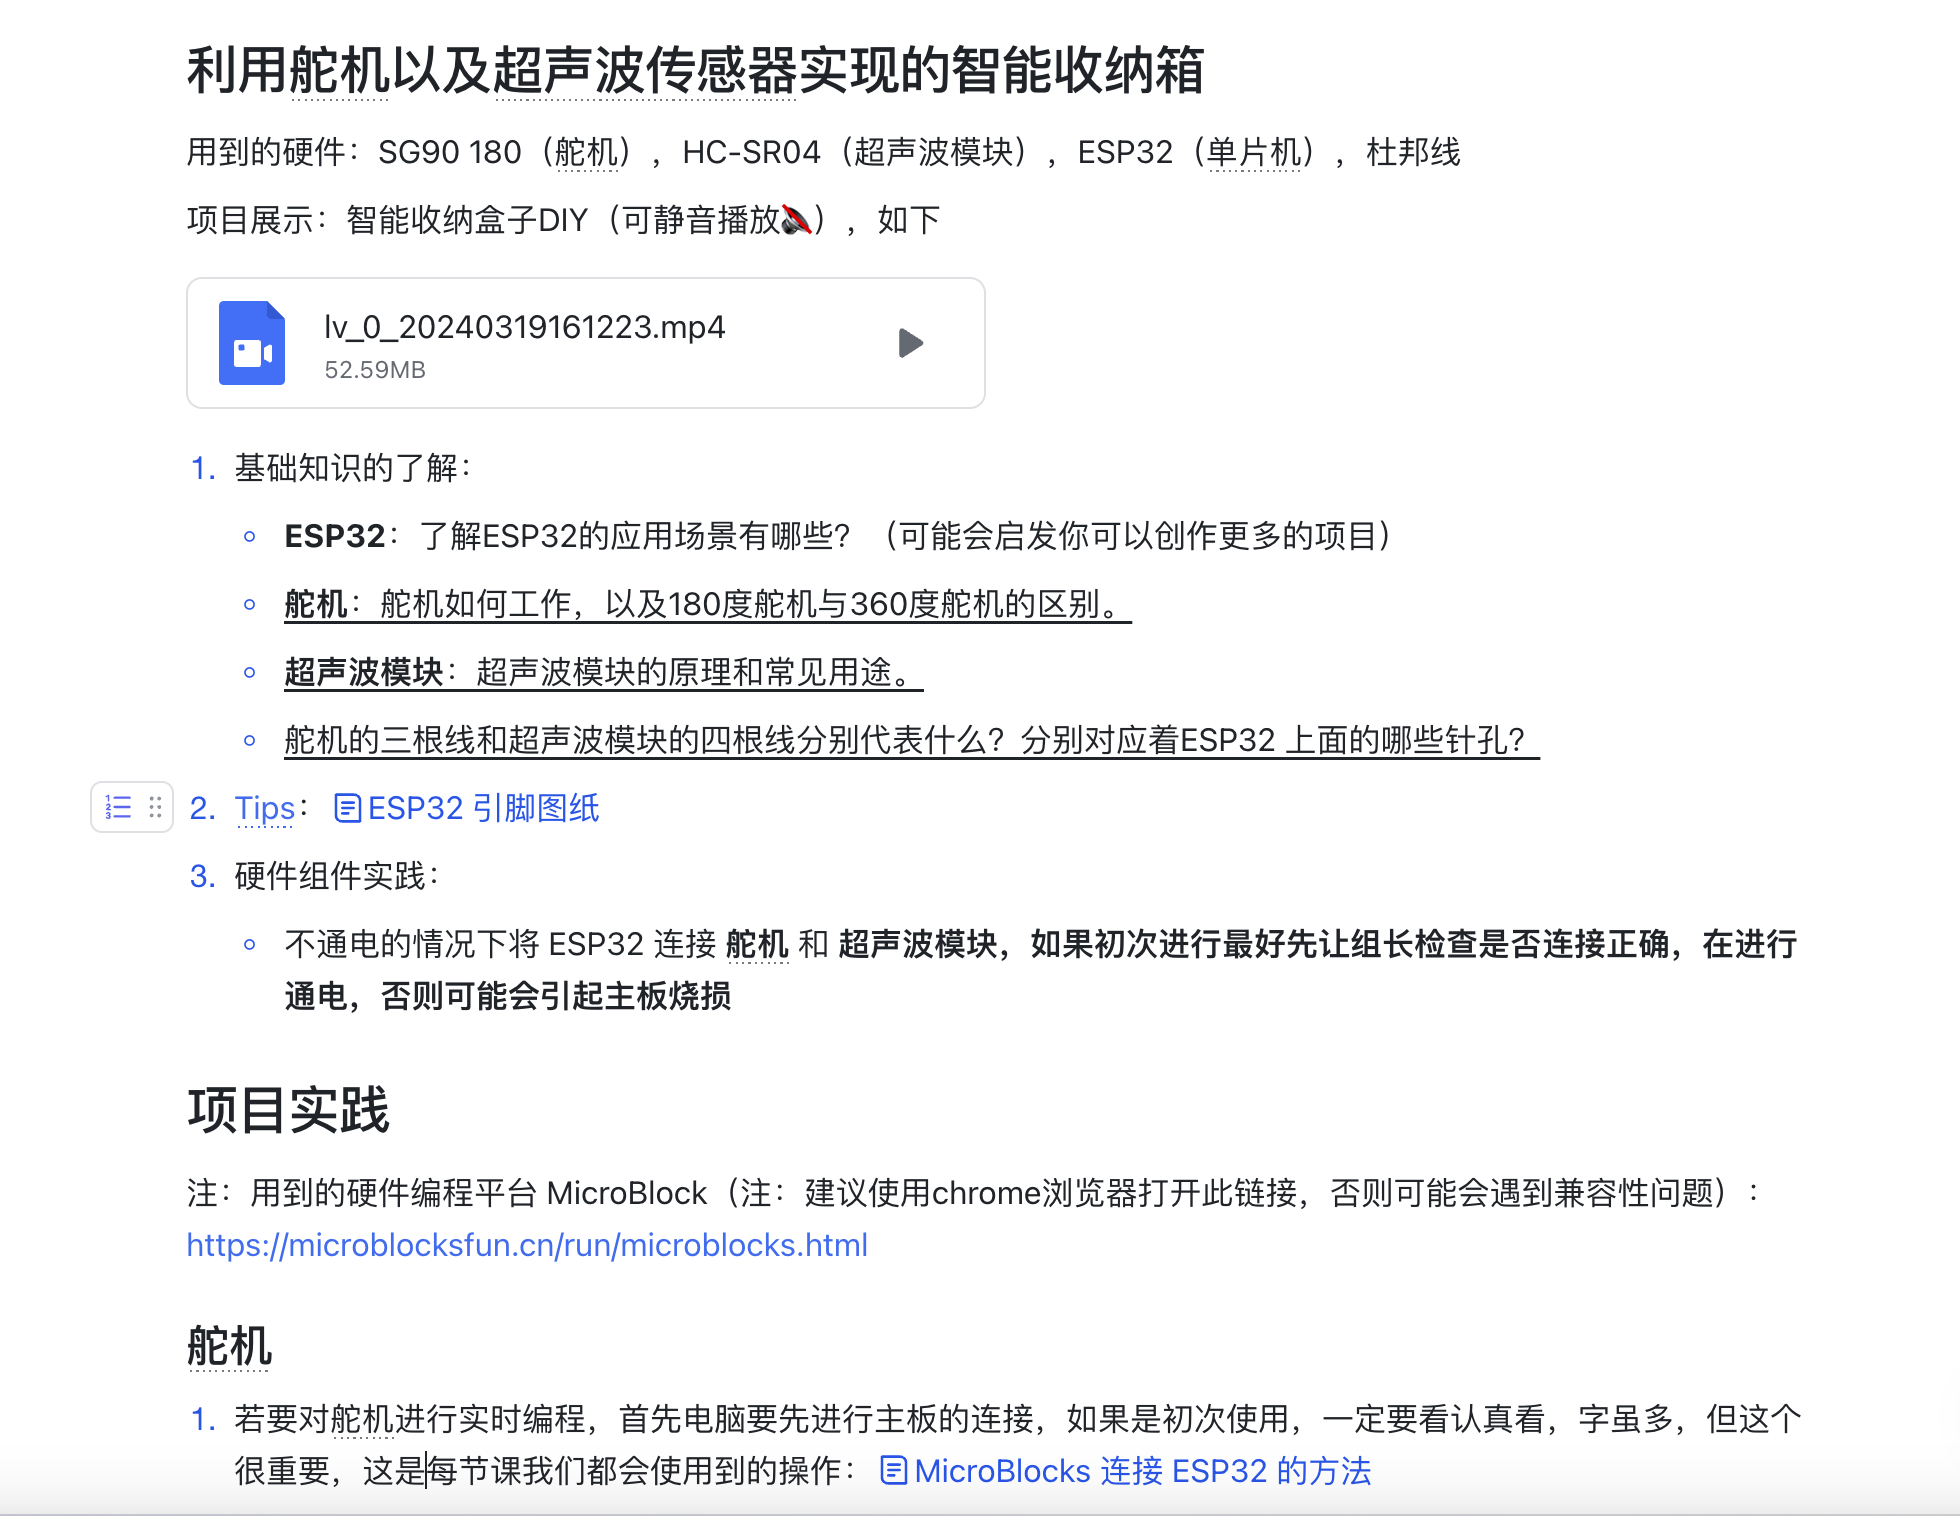 利用舵机以及超声波传感器实现的智能收纳箱
用到的硬件：SG90 180（舵机），HC-SR04（超声波模块），ESP32（单片机），杜邦线
项目展示：智能收纳盒子DIY（可静音播放🔇），如下
lv_0_20240319161223.mp4
52.59MB
1. 基础知识的了解：
◦ ESP32：了解ESP32的应用场景有哪些？（可能会启发你可以创作更多的项目）
◦ 舵机：舵机如何工作，以及180度舵机与360度舵机的区别。
◦ 超声波模块：超声波模块的原理和常见用途。
◦ 舵机的三根线和超声波模块的四根线分别代表什么？分别对应着ESP32 上面的哪些针孔？
2. Tips： ESP32 引脚图纸
3. 硬件组件实践：
◦ 不通电的情况下将 ESP32 连接 舵机 和 超声波模块，如果初次进行最好先让组长检查是否连接正确，在进行
通电，否则可能会引起主板烧损
项目实践
注：用到的硬件编程平台 MicroBlock（注：建议使用chrome浏览器打开此链接，否则可能会遇到兼容性问题）：
https://microblocksfun.cn/run/microblocks.html
舵机
1. 若要对舵机进行实时编程，首先电脑要先进行主板的连接，如果是初次使用，一定要看认真看，字虽多，但这个
很重要，这是每节课我们都会使用到的操作： MicroBlocks 连接 ESP32 的方法